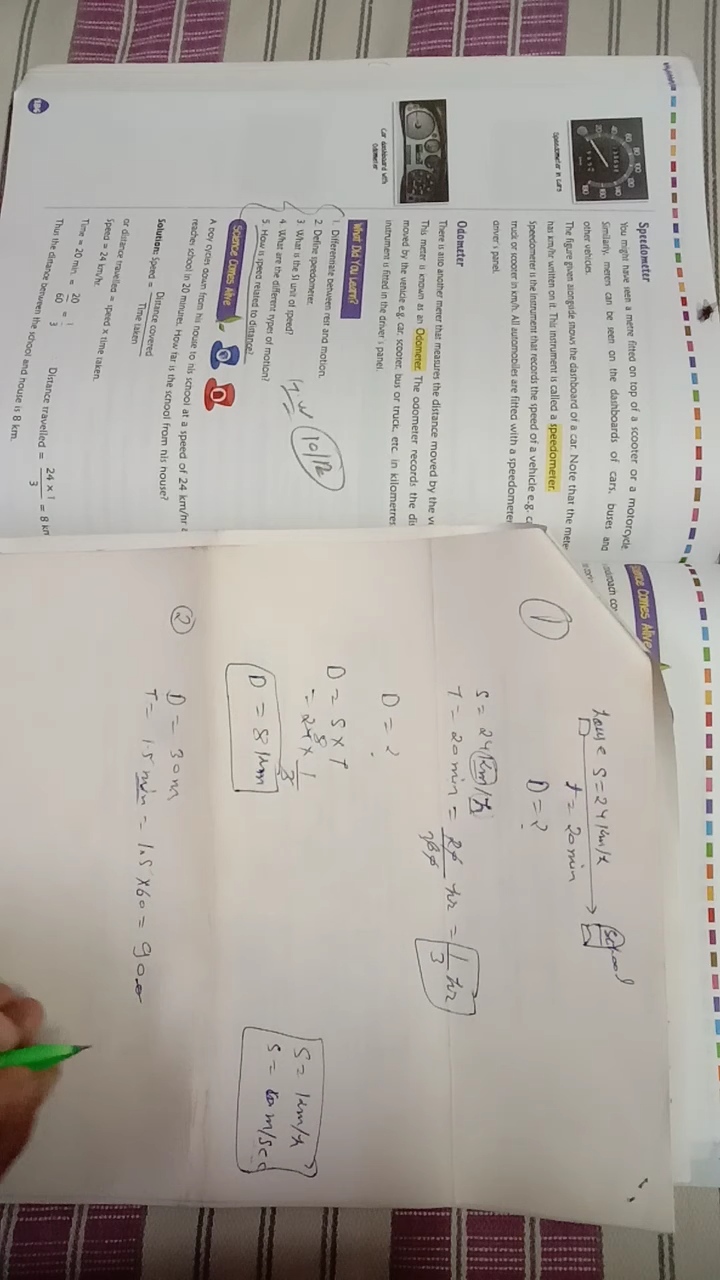 Speedometer
You might have seen a metre fitted on top of a scooter or a motorcycle.
Similarly, meters can be seen on the dashboards of cars, buses and
other vehicles.
The figure given alongside shows the dashboard of a car. Note that the mete
has km/hr written on it. This instrument is called a speedometer.
Speedometer is the instrument that records the speed of a vehicle e.g. c
truck or scooter in km/h. All automobiles are fitted with a speedometer
driver's panel.
Speedometer in cars
Odometer
There is also another meter that measures the distance moved by the v
This meter is known as an Odometer. The odometer records the dis
moved by the vehicle e.g. car, scooter, bus or truck, etc. in kilometres
instrument is fitted in the driver's panel.
Car dashboard with
odometer
What Did You Learn?
1. Differentiate between rest and motion.
2. Define speedometer.
3. What is the SI unit of speed?
4. What are the different types of motion?
5. How is speed related to distance?
H.W
Science Comes Alive
A boy cycles down from his house to his school at a speed of 24 km/hr
reaches school in 20 minutes. How far is the school from his house?
Solution: Speed = Distance covered / Time taken
or distance travelled = speed × time taken.
Speed = 24 km/hr
Time = 20 min. = 20/60 = 1/3 Distance travelled = 24 × 1 / 3 = 8 km
Thus the distance between the school and house is 8 km.
184
Science Comes Alive
1
House S = 24 km/h School
t = 20 min
D = ?
S = 24 km/h
T = 20 min = 20/60 hr = 1/3 hr
D = ?
D = S × T
= 24 × 1/3
D = 8 km
S = km/h
S = m/sec
2
D = 30m
T = 1.5 min = 1.5 × 60 = 90